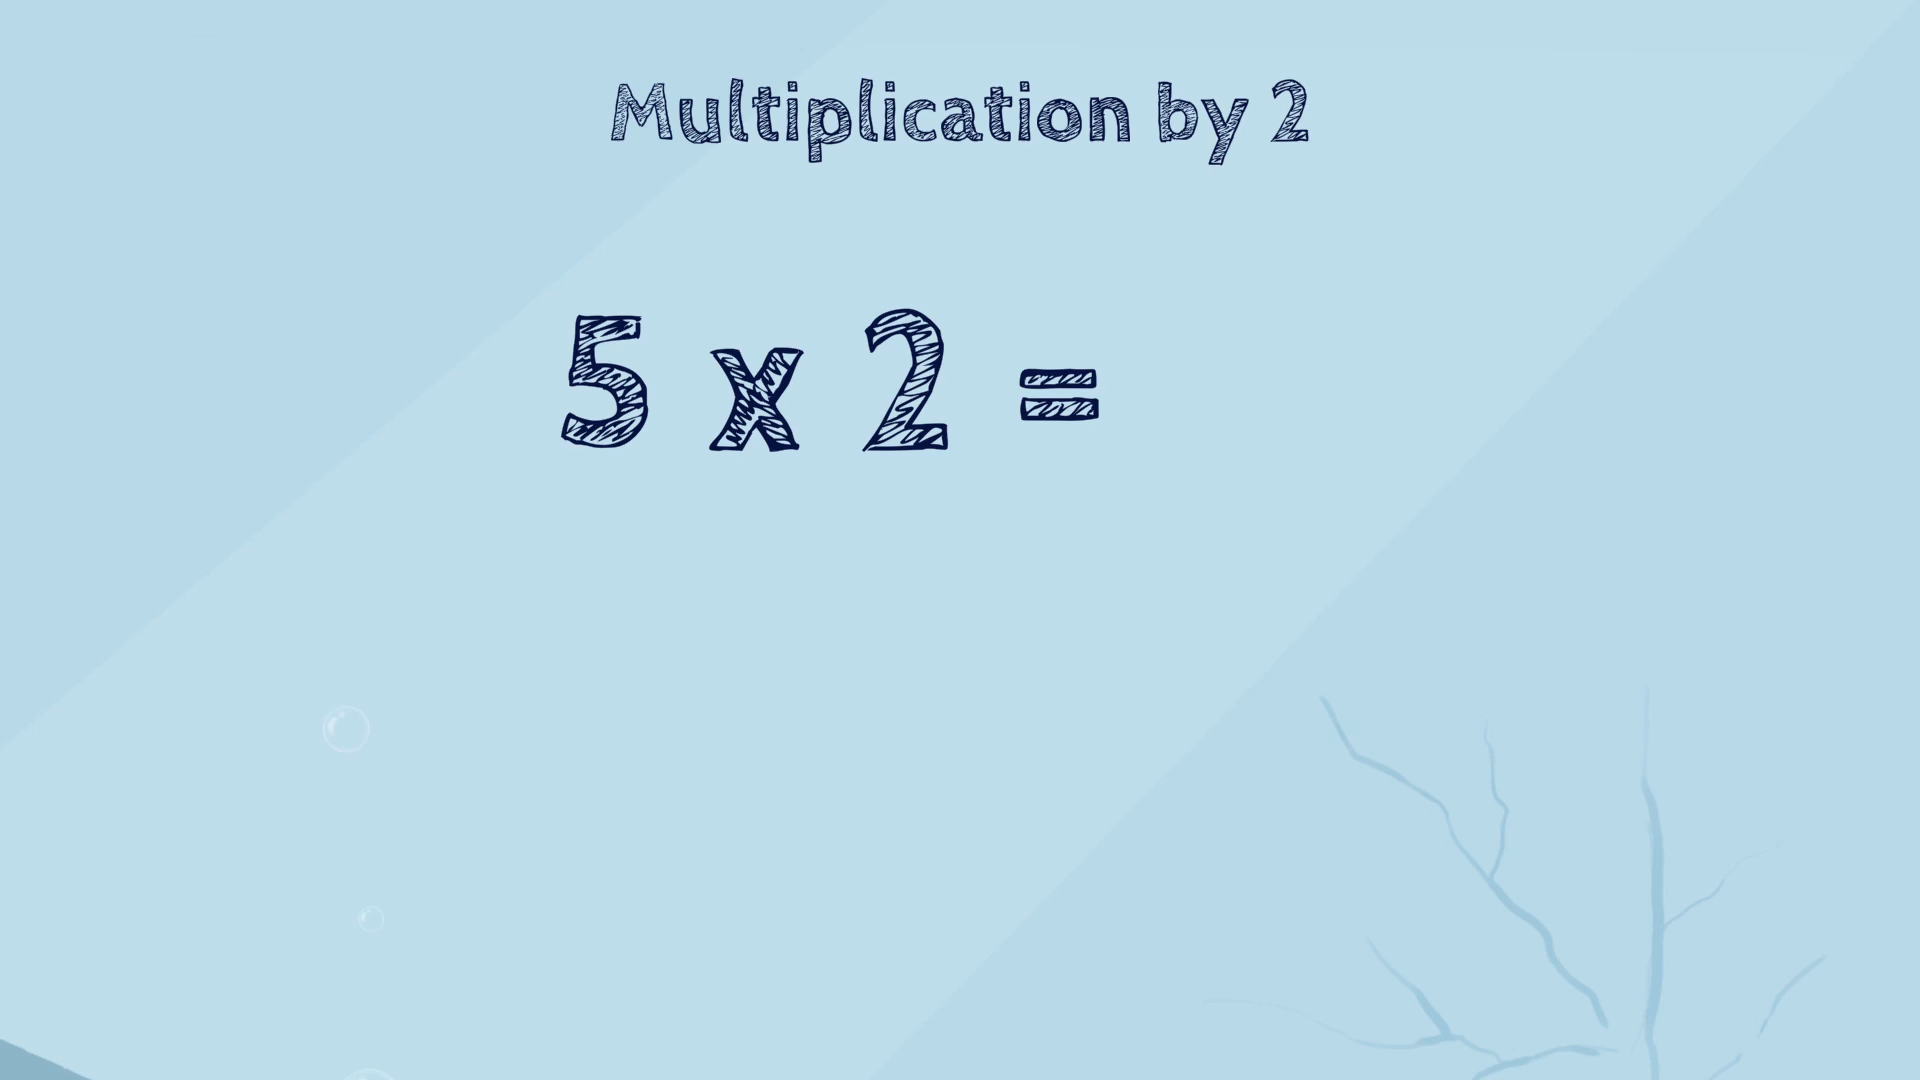 Multiplication by 2
5 x 2 =